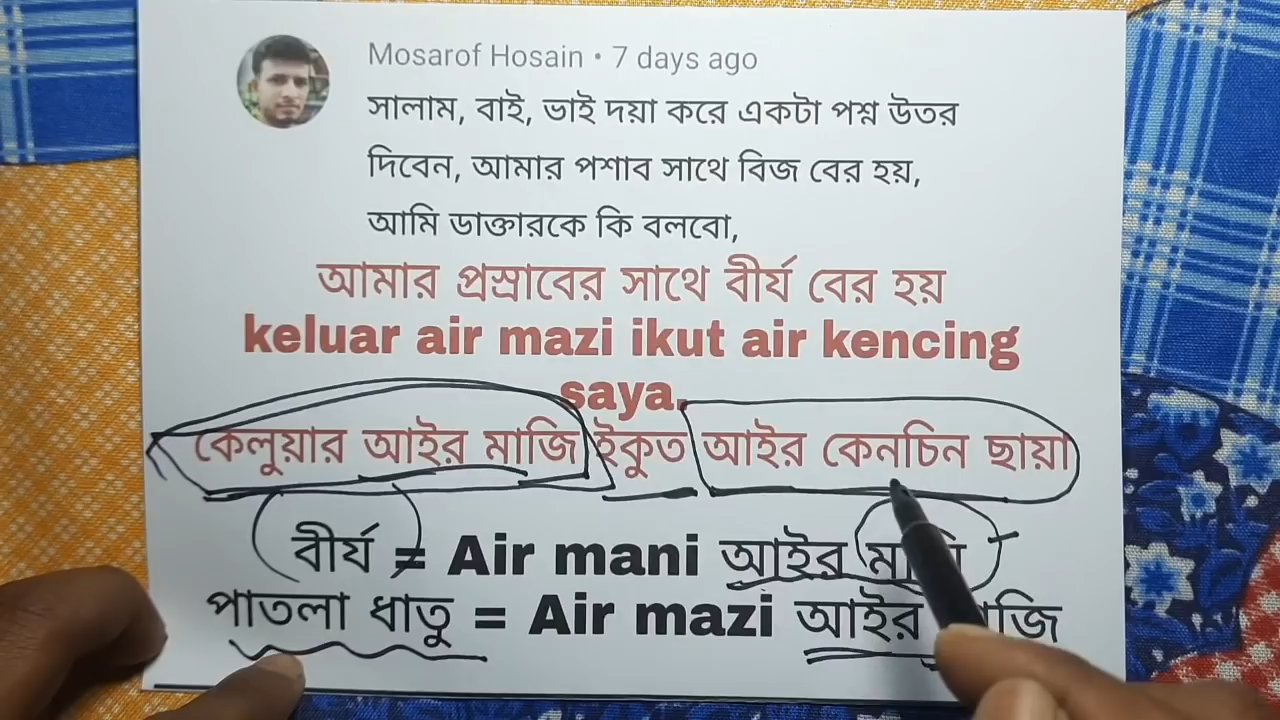 Mosarof Hosain • 7 days ago
সালাম, বাই, ভাই দয়া করে একটা পশ্ন উতর
দিবেন, আমার পশাব সাথে বিজ বের হয়,
আমি ডাক্তারকে কি বলবো,
আমার প্রস্রাবের সাথে বীর্য বের হয়
keluar air mazi ikut air kencing
saya.
কেলুয়ার আইর মাজি ইকুত আইর কেনচিন ছায়া
বীর্য = Air mani আইর
পাতলা ধাতু = Air mazi আইর